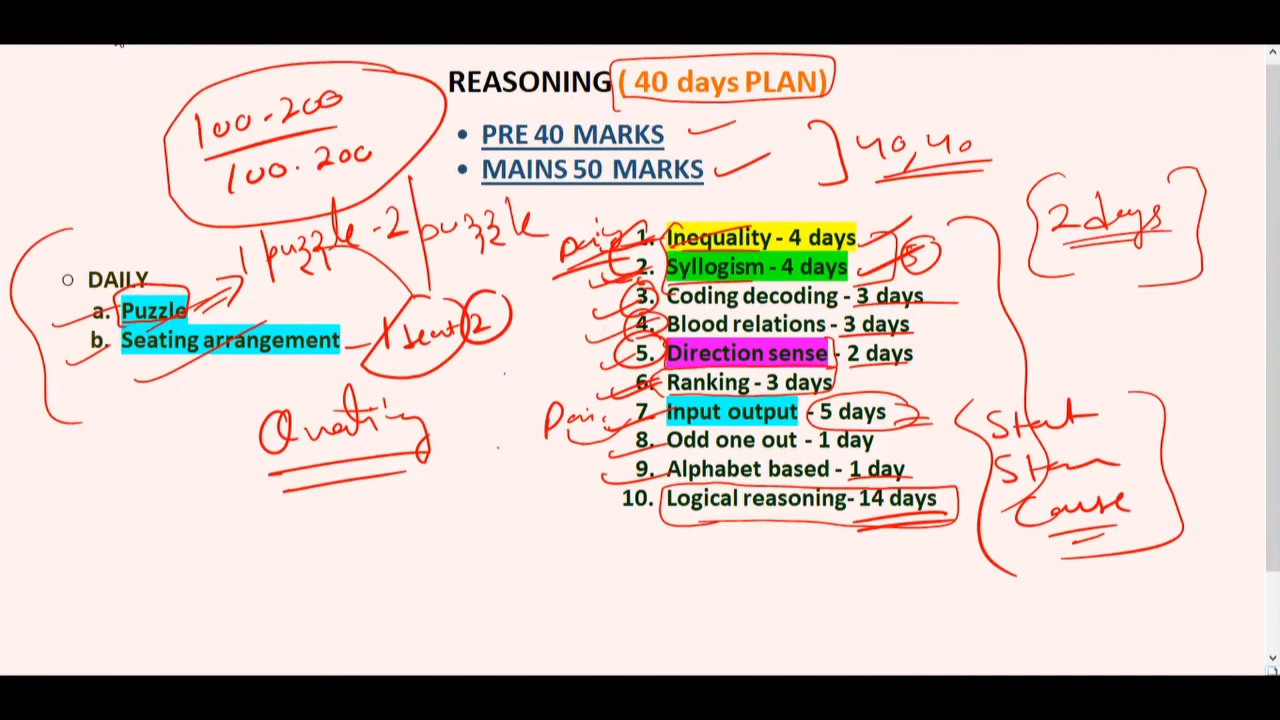 REASONING ( 40 days PLAN)
• PRE 40 MARKS
• MAINS 50 MARKS
40, 40
100-200
100-200
1 puzzle - 2 puzzle
2 days
DAILY
a. Puzzle
b. Seating arrangement
1 seat 2
1. Inequality - 4 days
2. Syllogism - 4 days
5
3. Coding decoding - 3 days
4. Blood relations - 3 days
5. Direction sense - 2 days
6. Ranking - 3 days
7. Input output - 5 days
8. Odd one out - 1 day
9. Alphabet based - 1 day
10. Logical reasoning- 14 days
Cause